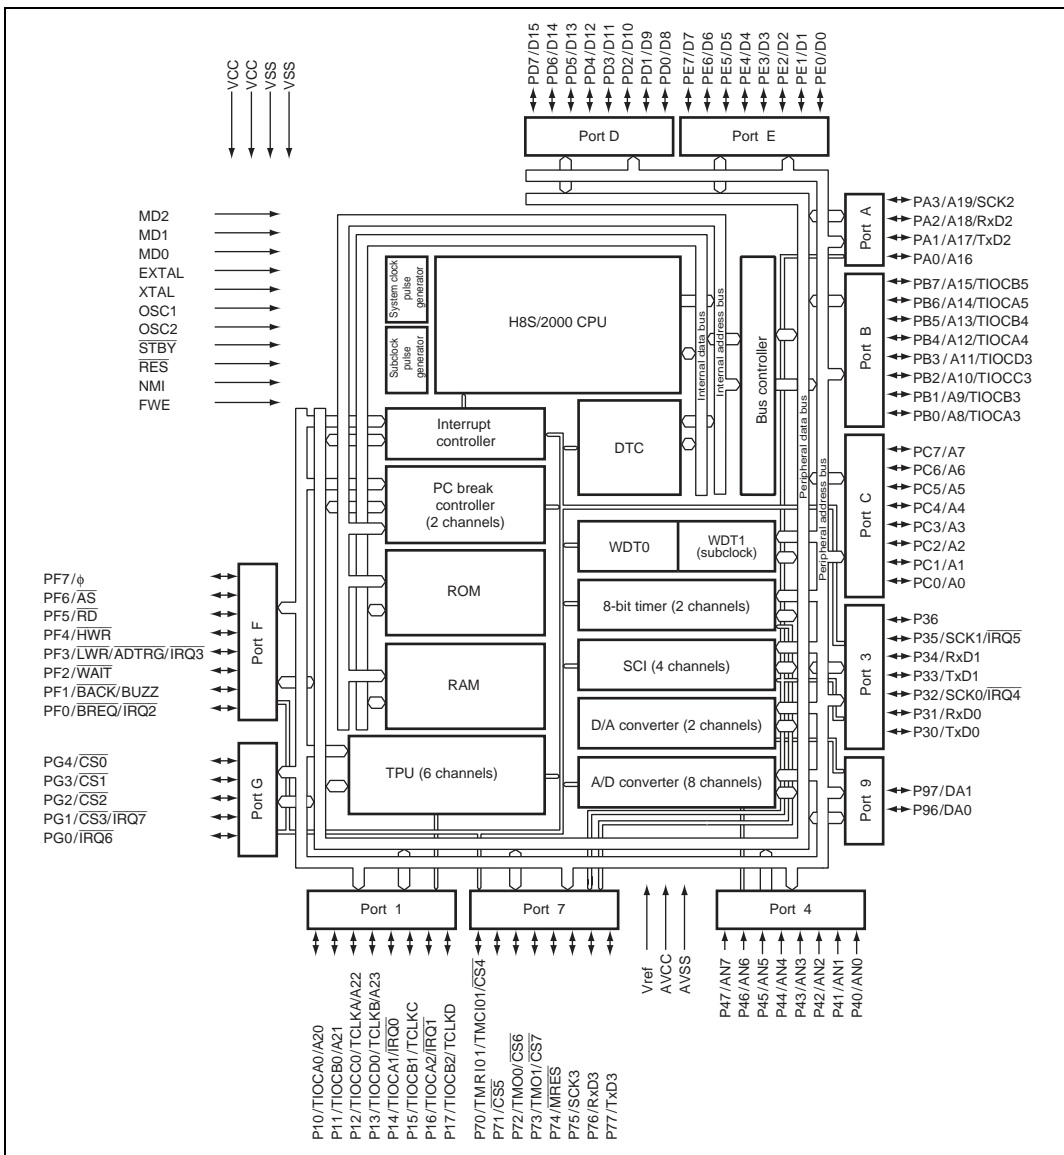 VCC
VCC
VSS
VSS
PD7/D15
PD6/D14
PD5/D13
PD4/D12
PD3/D11
PD2/D10
PD1/D9
PD0/D8
PE7/D7
PE6/D6
PE5/D5
PE4/D4
PE3/D3
PE2/D2
PE1/D1
PE0/D0
Port D
Port E
MD2
MD1
MD0
EXTAL
XTAL
OSC1
OSC2
STBY
RES
NMI
FWE
System clock pulse generator
Subclock pulse generator
H8S/2000 CPU
Interrupt
controller
PC break
controller
(2 channels)
ROM
RAM
TPU (6 channels)
DTC
Internal data bus
Internal address bus
Bus controller
Peripheral data bus
Peripheral address bus
WDT0
WDT1
(subclock)
8-bit timer (2 channels)
SCI (4 channels)
D/A converter (2 channels)
A/D converter (8 channels)
Port A
PA3/A19/SCK2
PA2/A18/RxD2
PA1/A17/TxD2
PA0/A16
Port B
PB7/A15/TIOCB5
PB6/A14/TIOCA5
PB5/A13/TIOCB4
PB4/A12/TIOCA4
PB3 /A11/TIOCD3
PB2/A10/TIOCC3
PB1/A9/TIOCB3
PB0/A8/TIOCA3
Port C
PC7/A7
PC6/A6
PC5/A5
PC4/A4
PC3/A3
PC2/A2
PC1/A1
PC0/A0
Port 3
P36
P35/SCK1/IRQ5
P34/RxD1
P33/TxD1
P32/SCK0/IRQ4
P31/RxD0
P30/TxD0
Port 9
P97/DA1
P96/DA0
PF7/ϕ
PF6/AS
PF5/RD
PF4/HWR
PF3/LWR/ADTRG/IRQ3
PF2/WAIT
PF1/BACK/BUZZ
PF0/BREQ/IRQ2
Port F
PG4/CS0
PG3/CS1
PG2/CS2
PG1/CS3/IRQ7
PG0/IRQ6
Port G
Port 1
Port 7
Port 4
P10/TIOCA0/A20
P11/TIOCB0/A21
P12/TIOCC0/TCLKA/A22
P13/TIOCD0/TCLKB/A23
P14/TIOCA1/IRQ0
P15/TIOCB1/TCLKC
P16/TIOCA2/IRQ1
P17/TIOCB2/TCLKD
P70/TMRI01/TMCI01/CS4
P71/CS5
P72/TMO0/CS6
P73/TMO1/CS7
P74/MRES
P75/SCK3
P76/RxD3
P77/TxD3
Vref
AVCC
AVSS
P47/AN7
P46/AN6
P45/AN5
P44/AN4
P43/AN3
P42/AN2
P41/AN1
P40/AN0